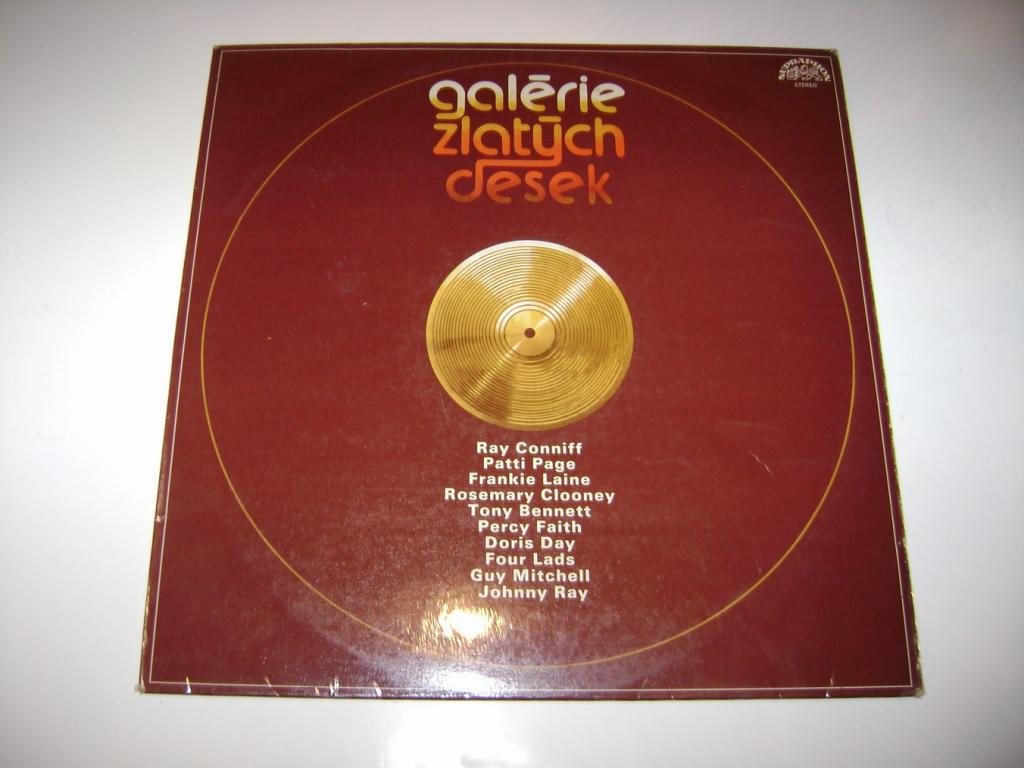 galérie
zlatých
desek
SUPRAPHON
STEREO
Ray Conniff
Patti Page
Frankie Laine
Rosemary Clooney
Tony Bennett
Percy Faith
Doris Day
Four Lads
Guy Mitchell
Johnny Ray